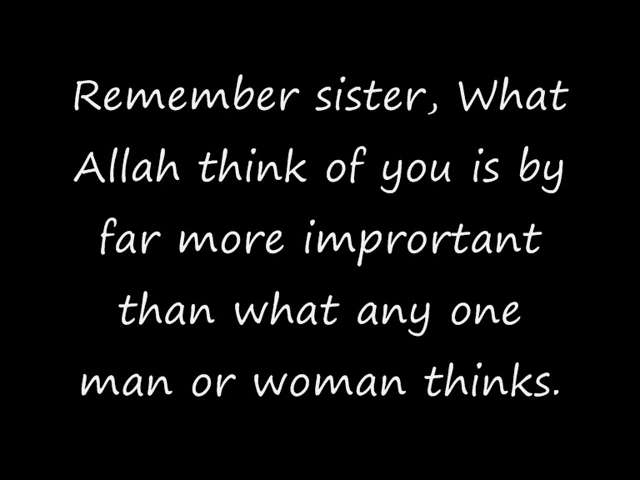 Remember sister, What
Allah think of you is by
far more imprortant
than what any one
man or woman thinks.